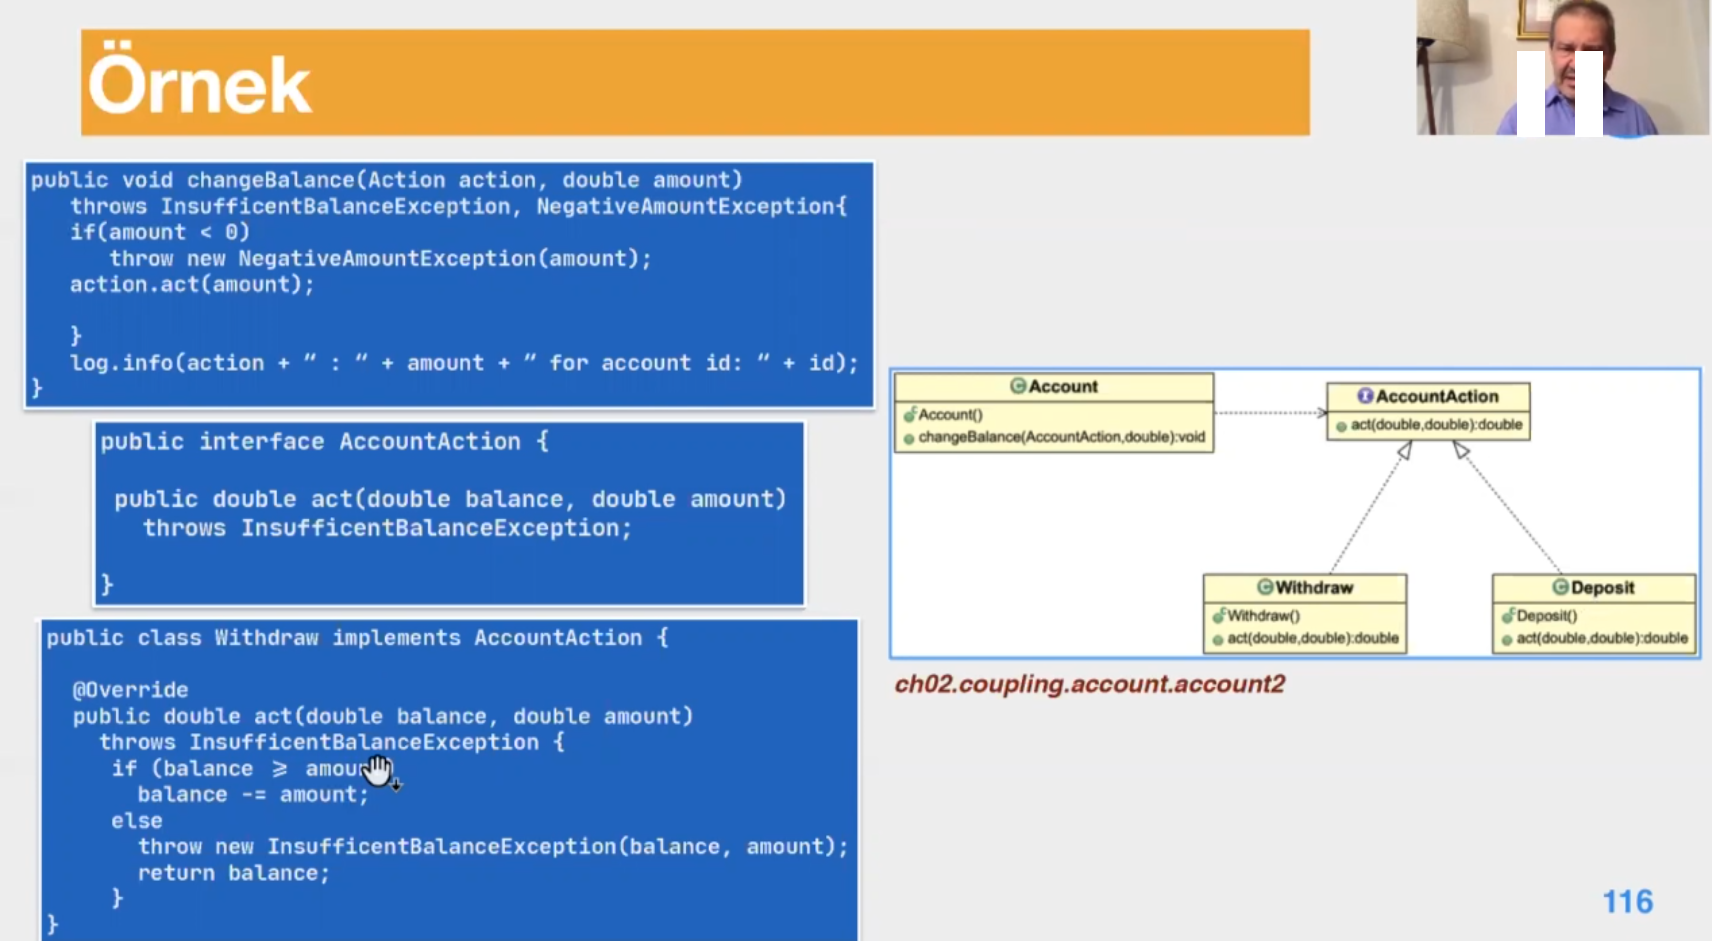 Örnek
public void changeBalance(Action action, double amount)
throws InsufficentBalanceException, NegativeAmountException{
if(amount < 0)
throw new NegativeAmountException(amount);
action.act(amount);
}
log.info(action + “ : “ + amount + ” for account id: “ + id);
}
public interface AccountAction {
public double act(double balance, double amount)
throws InsufficentBalanceException;
}
public class Withdraw implements AccountAction {
@Override
public double act(double balance, double amount)
throws InsufficentBalanceException {
if (balance ⩾
balance -= amount;
else
throw new InsufficentBalanceException(balance, amount);
return balance;
}
}
Account
Account()
changeBalance(AccountAction,double):void
AccountAction
act(double,double):double
Withdraw
Withdraw()
act(double,double):double
Deposit
Deposit()
act(double,double):double
ch02.coupling.account.account2
116